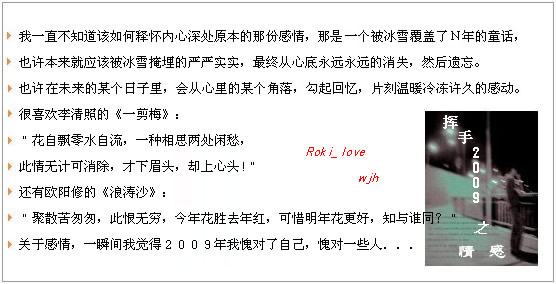 我一直不知道该如何释怀内心深处原本的那份感情，那是一个被冰雪覆盖了N年的童话，
也许本来就应该被冰雪掩埋的严严实实，最终从心底永远永远的消失，然后遗忘。
也许在未来的某个日子里，会从心里的某个角落，勾起回忆，片刻温暖冷冻许久的感动。
很喜欢李清照的《一剪梅》：
"花自飘零水自流，一种相思两处闲愁，
此情无计可消除，才下眉头，却上心头!"
还有欧阳修的《浪涛沙》：
"聚散苦匆匆，此恨无穷，今年花胜去年红，可惜明年花更好，知与谁同？"
关于感情，一瞬间我觉得２００９年我愧对了自己，愧对一些人．．．
Roki_love
wjh
挥手
2009
之
情感